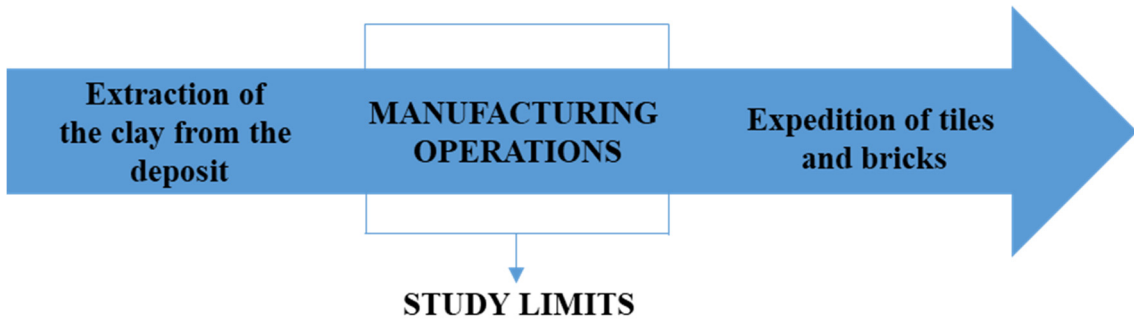 Extraction of
the clay from the
deposit
MANUFACTURING
OPERATIONS
Expedition of tiles
and bricks
STUDY LIMITS